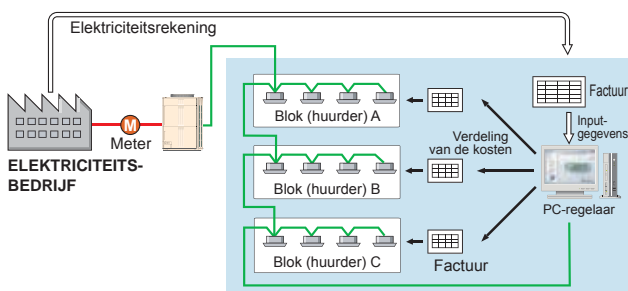 Elektriciteitsrekening
M
Meter
ELEKTRICITEITS-
BEDRIJF
Blok (huurder) A
Blok (huurder) B
Blok (huurder) C
Verdeling
van de kosten
Factuur
Factuur
Input-
gegevens
PC-regelaar